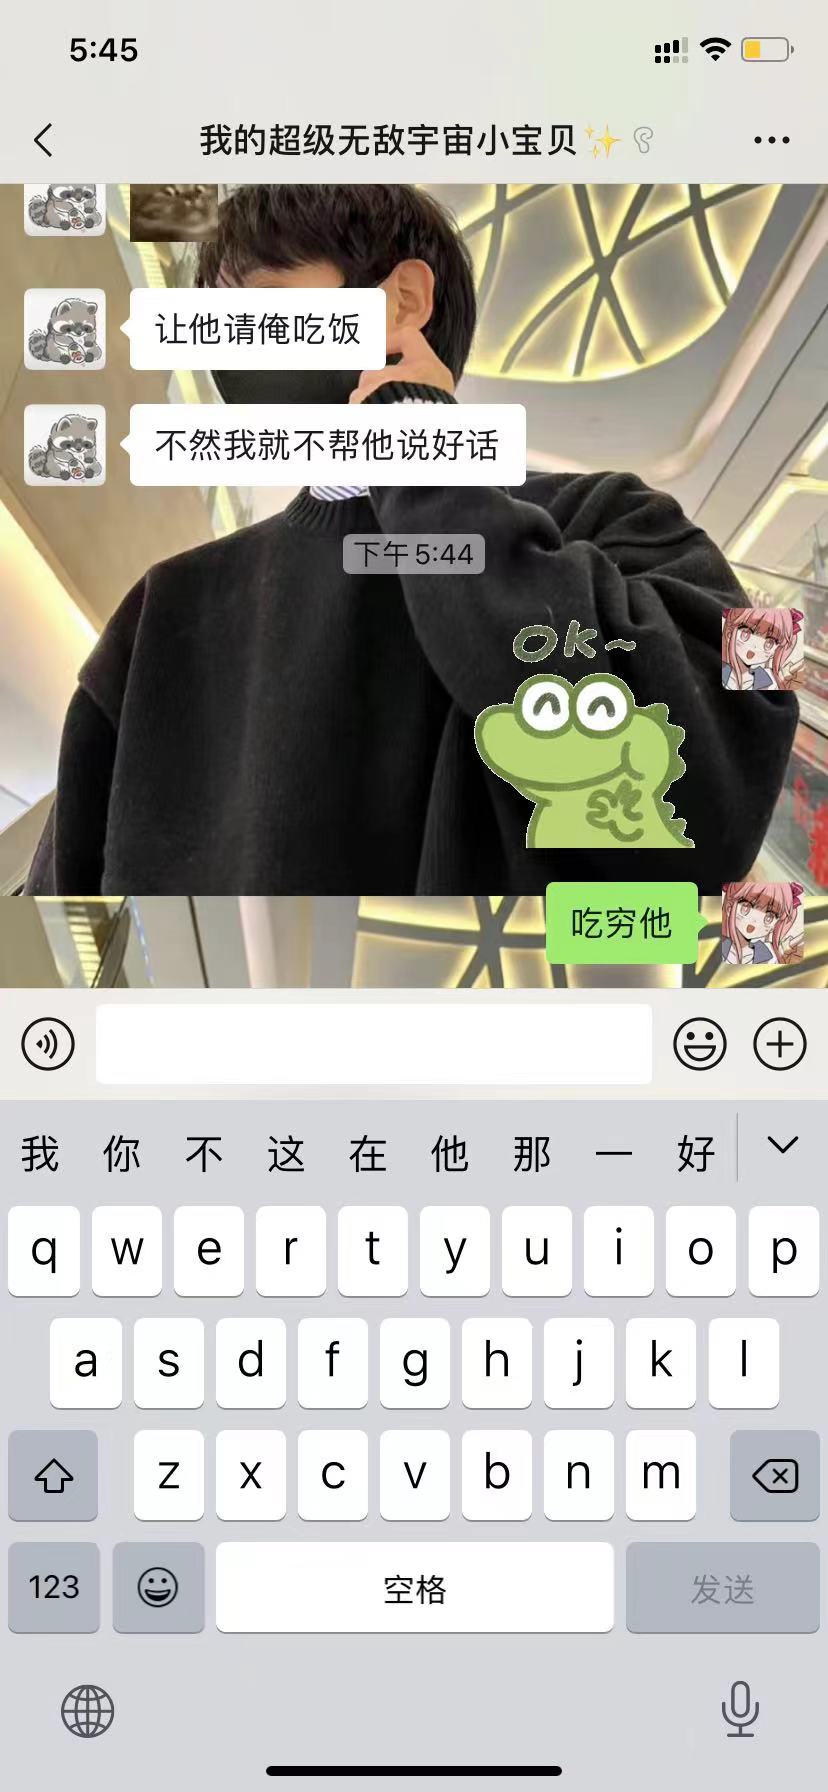 5:45
我的超级无敌宇宙小宝贝✨
让他请俺吃饭
不然我就不帮他说好话
下午 5:44
OK~
吃穷他
我 你 不 这 在 他 那 一 好
q w e r t y u i o p
a s d f g h j k l
z x c v b n m
123 空格 发送